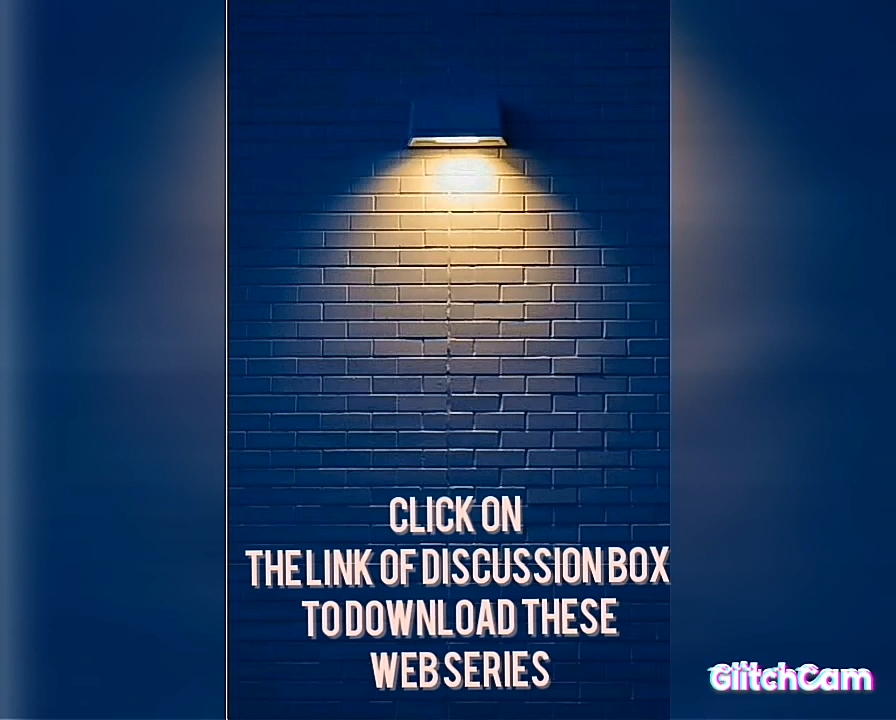 CLICK ON
THE LINK OF DISCUSSION BOX
TO DOWNLOAD THESE
WEB SERIES
GlitchCam